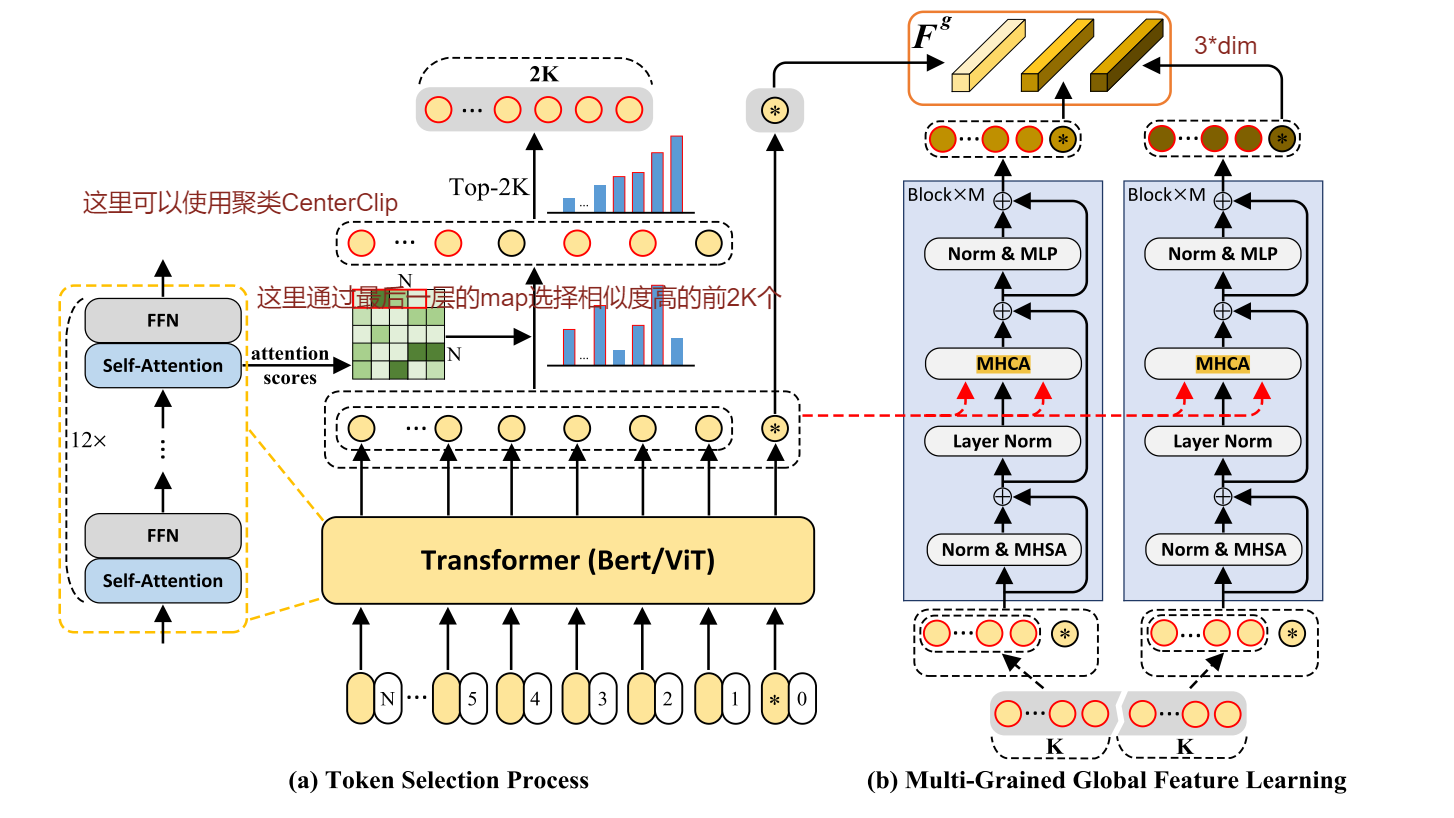 2K
...
Top-2K
...
这里可以使用聚类CenterClip
...
N
这里通过最后一层的map选择相似度高的前2K个
...
N
attention
scores
FFN
Self-Attention
12×
...
FFN
Self-Attention
... *
Transformer (Bert/ViT)
N ... 5 4 3 2 1 * 0
(a) Token Selection Process
*
F^g
3*dim
... *
... *
Block×M
Norm & MLP
MHCA
Layer Norm
Norm & MHSA
Block×M
Norm & MLP
MHCA
Layer Norm
Norm & MHSA
... *
... *
... ...
K K
(b) Multi-Grained Global Feature Learning